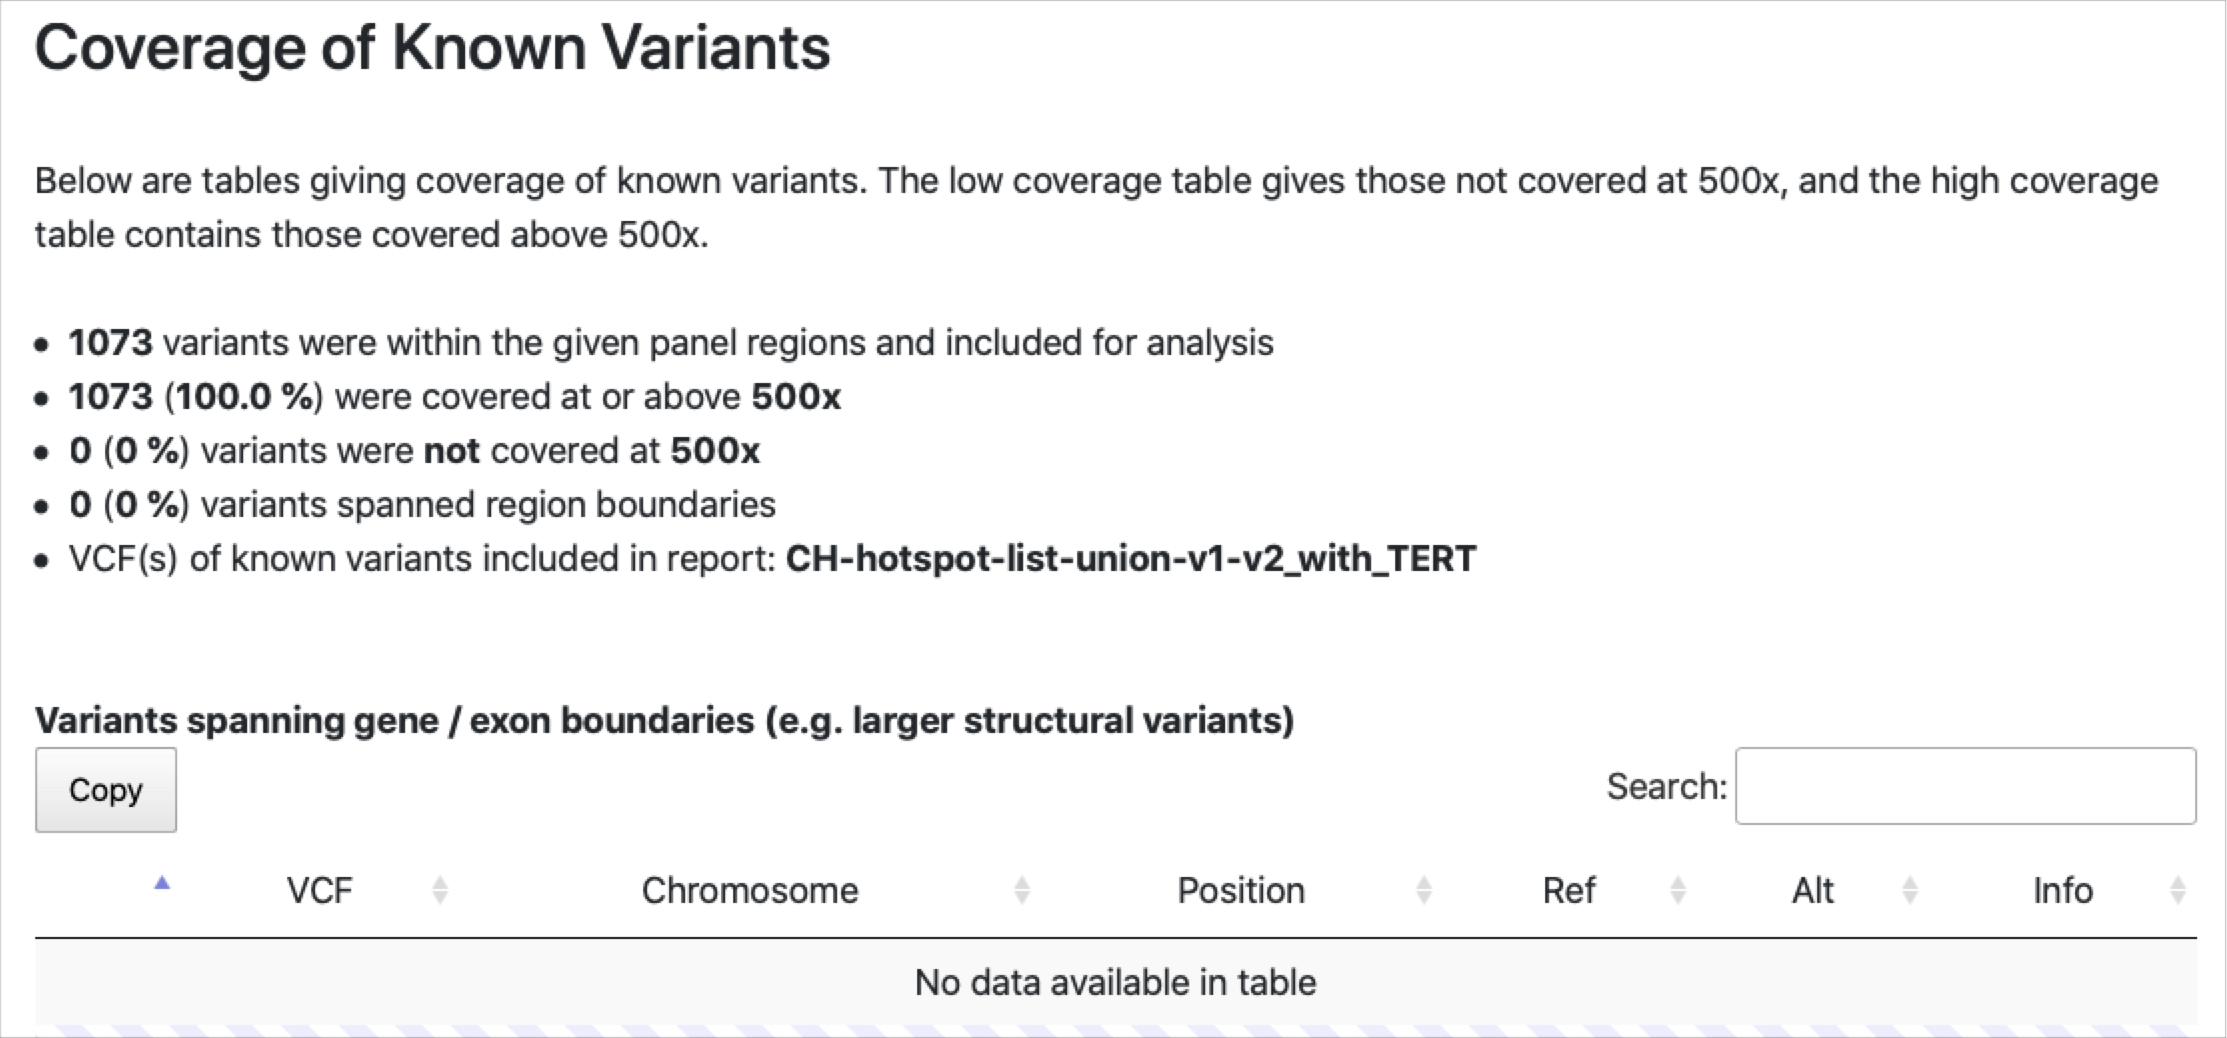 Coverage of Known Variants
Below are tables giving coverage of known variants. The low coverage table gives those not covered at 500x, and the high coverage
table contains those covered above 500x.
• 1073 variants were within the given panel regions and included for analysis
• 1073 (100.0 %) were covered at or above 500x
• 0 (0 %) variants were not covered at 500x
• 0 (0 %) variants spanned region boundaries
• VCF(s) of known variants included in report: CH-hotspot-list-union-v1-v2_with_TERT
Variants spanning gene / exon boundaries (e.g. larger structural variants)
Copy Search:
VCF Chromosome Position Ref Alt Info
No data available in table